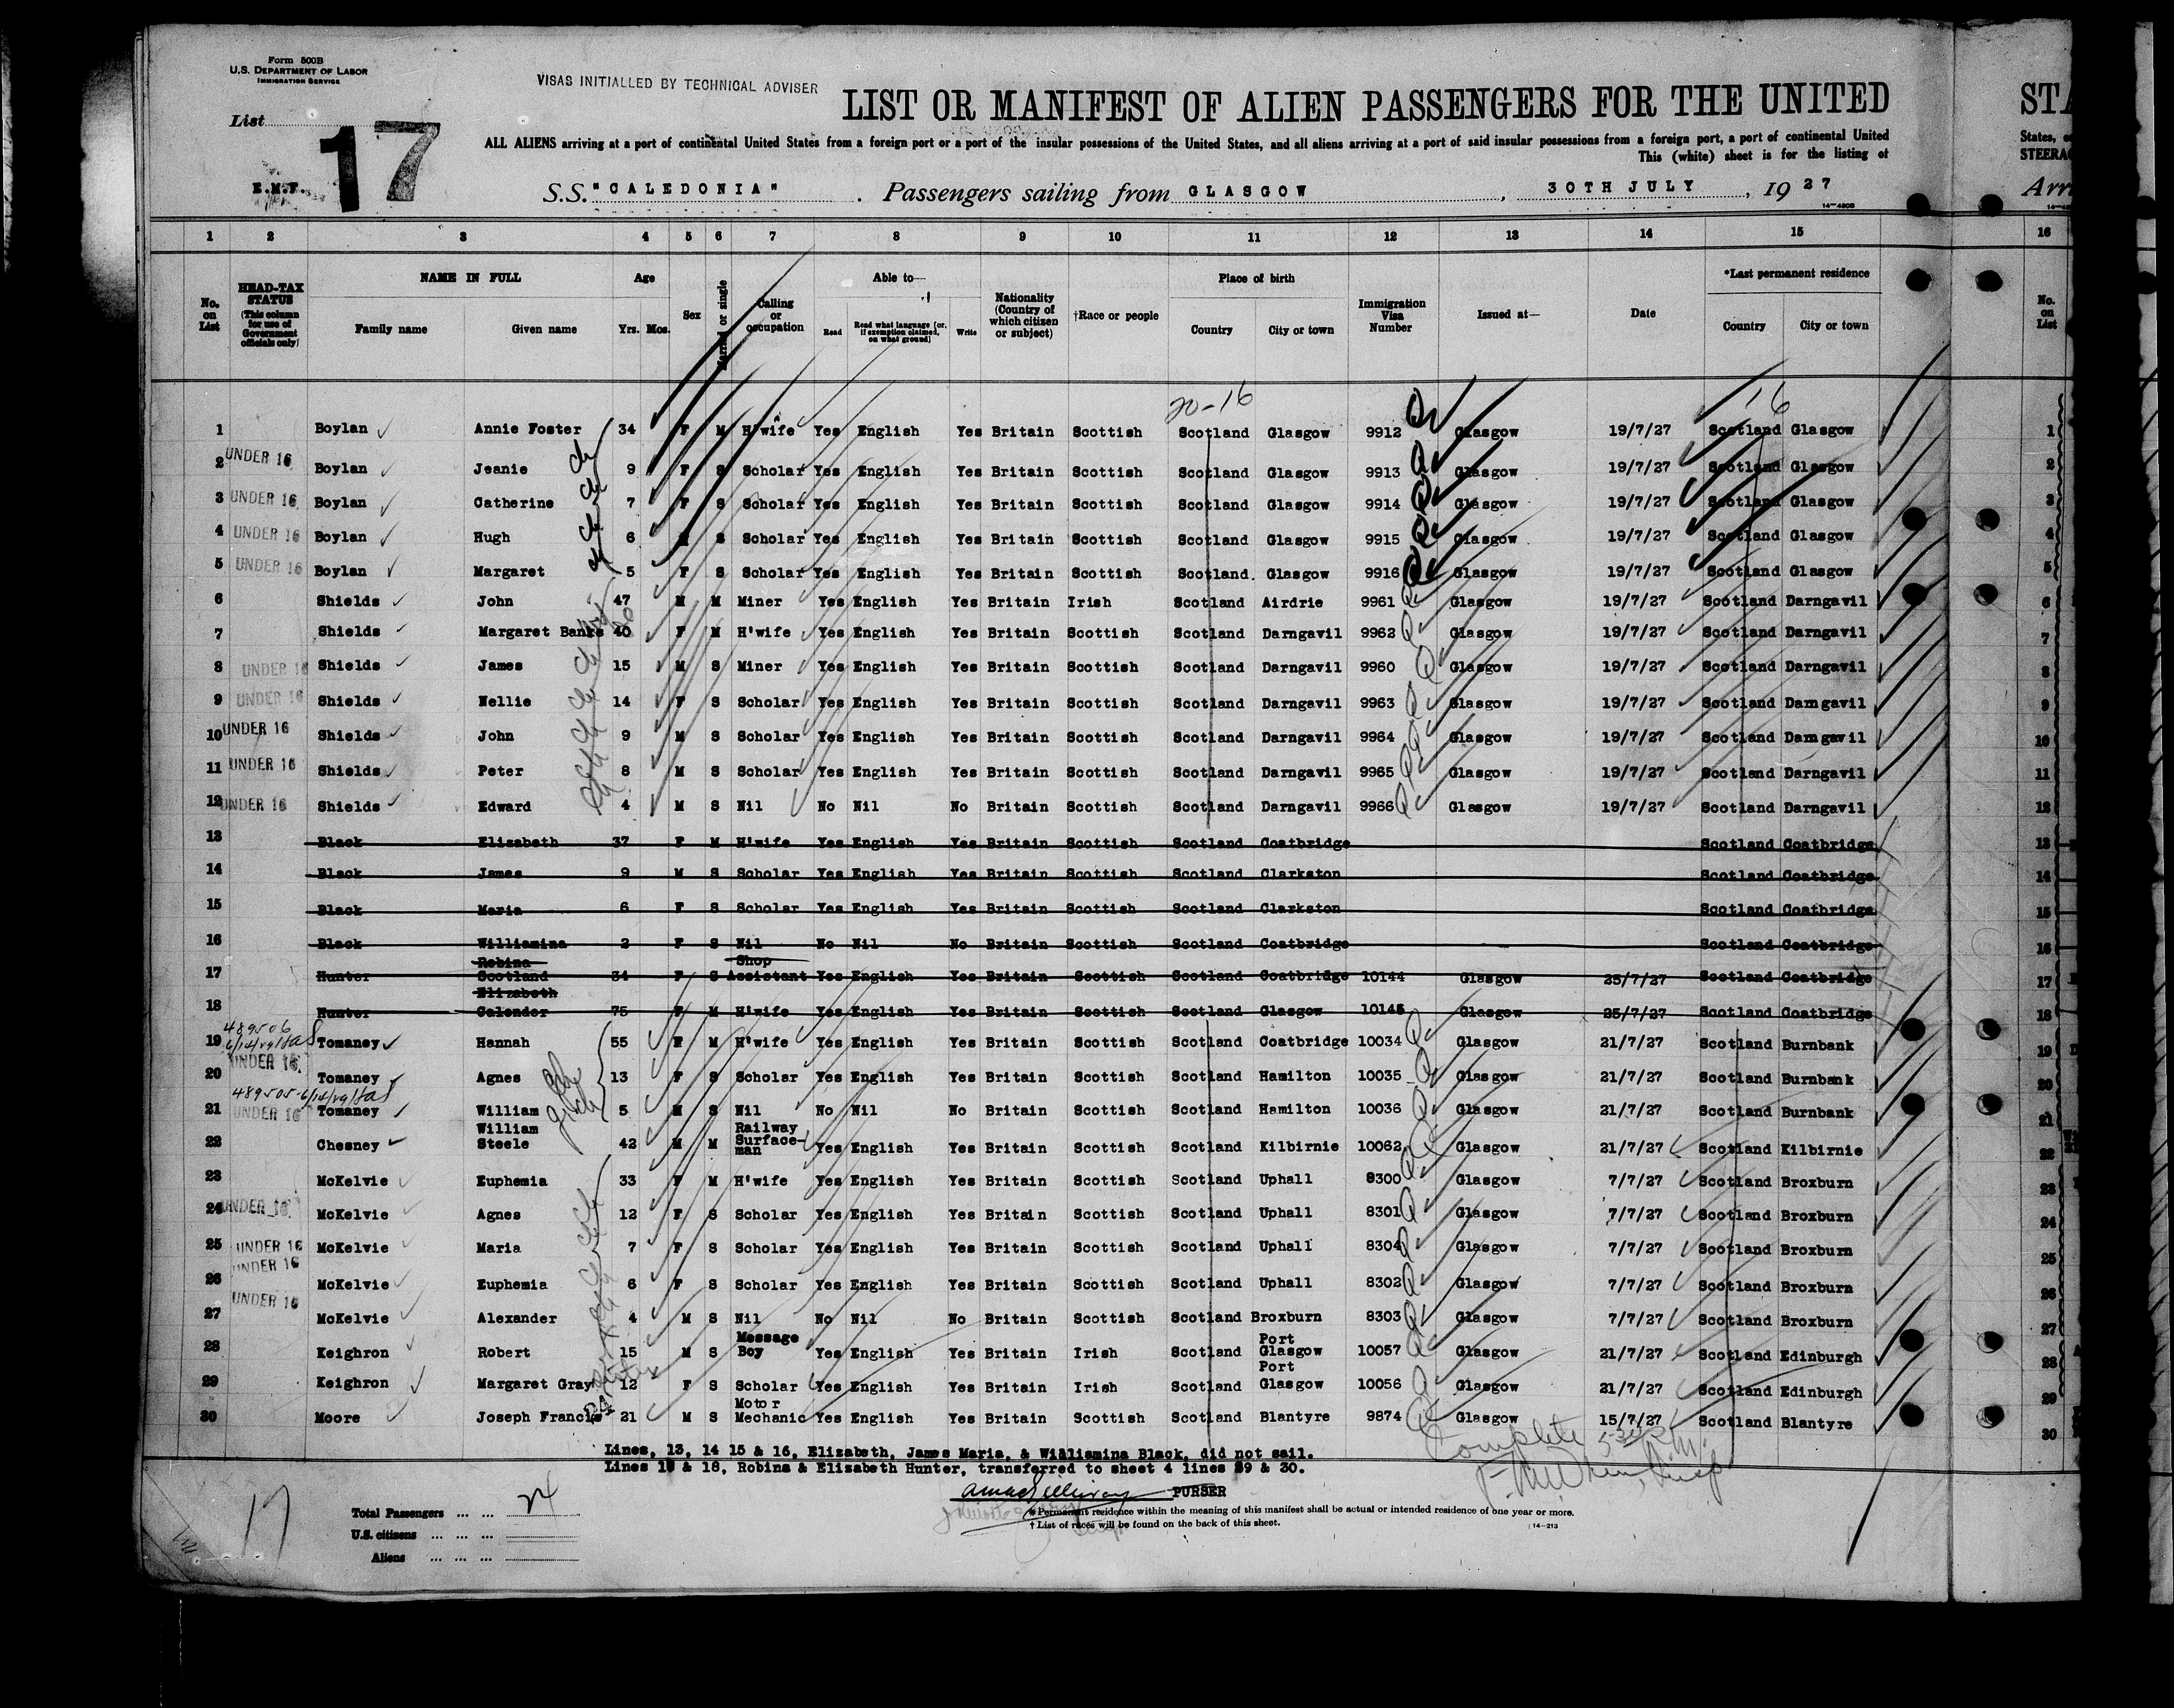 Form 500B
U.S. DEPARTMENT OF LABOR
IMMIGRATION SERVICE
VISAS INITIALLED BY TECHNICAL ADVISER
LIST OR MANIFEST OF ALIEN PASSENGERS FOR THE UNITED STA
List 17
ALL ALIENS arriving at a port of continental United States from a foreign port or a port of the insular possessions of the United States, and all aliens arriving at a port of said insular possessions from a foreign port, a port of continental United States, o
This (white) sheet is for the listing of STEERA
E.M.F.
S.S. "CALEDONIA" . Passengers sailing from GLASGOW, 30TH JULY, 1927 Arri
14—480B
1 2 3 4 5 6 7 8 9 10 11 12 13 14 15 16
No. on List
HEAD-TAX STATUS (This column for use of Government officials only)
NAME IN FULL
Family name Given name
Age
Yrs. Mos.
Sex
Married or single
Calling or occupation
Able to—
Read Read what language [or, if exemption claimed, on what ground] Write
Nationality (Country of which citizen or subject)
†Race or people
Place of birth
Country City or town
Immigration Visa Number
Issued at—
Date
*Last permanent residence
Country City or town
No. on List
20-16 16
1 Boylan Annie Foster 34 F M H'wife Yes English Yes Britain Scottish Scotland Glasgow 9912 Glasgow 19/7/27 Scotland Glasgow 1
2 UNDER 16 Boylan Jeanie 9 F S Scholar Yes English Yes Britain Scottish Scotland Glasgow 9913 Glasgow 19/7/27 Scotland Glasgow 2
3 UNDER 16 Boylan Catherine 7 F S Scholar Yes English Yes Britain Scottish Scotland Glasgow 9914 Glasgow 19/7/27 Scotland Glasgow 3
4 UNDER 16 Boylan Hugh 6 S Scholar Yes English Yes Britain Scottish Scotland Glasgow 9915 Glasgow 19/7/27 Scotland Glasgow 4
5 UNDER 16 Boylan Margaret 5 F S Scholar Yes English Yes Britain Scottish Scotland. Glasgow 9916 Glasgow 19/7/27 Scotland Glasgow 5
6 Shields John 47 M M Miner Yes English Yes Britain Irish Scotland Airdrie 9961 Glasgow 19/7/27 Scotland Darngavil 6
7 Shields Margaret Banks 40 F M H'wife Yes English Yes Britain Scottish Scotland Darngavil 9962 Glasgow 19/7/27 Scotland Darngavil 7
8 UNDER 16 Shields James 15 M S Miner Yes English Yes Britain Scottish Scotland Darngavil 9960 Glasgow 19/7/27 Scotland Darngavil 8
9 UNDER 16 Shields Nellie 14 F S Scholar Yes English Yes Britain Scottish Scotland Darngavil 9963 Glasgow 19/7/27 Scotland Damgavil 9
10 UNDER 16 Shields John 9 M S Scholar Yes English Yes Britain Scottish Scotland Darngavil 9964 Glasgow 19/7/27 Scotland Damgavil 10
11 UNDER 16 Shields Peter 8 M S Scholar Yes English Yes Britain Scottish Scotland Darngavil 9965 Glasgow 19/7/27 Scotland Darngavil 11
12 UNDER 16 Shields Edward 4 M S Nil No Nil No Britain Scottish Scotland Darngavil 9966 Glasgow 19/7/27 Scotland Darngavil 12
13 Black Elizabeth 37 F M H'wife Yes English Yes Britain Scottish Scotland Coatbridge Scotland Coatbridge 13
14 Black James 9 M S Scholar Yes English Yes Britain Scottish Scotland Clarkston Scotland Coatbridge 14
15 Black Maria 6 F S Scholar Yes English Yes Britain Scottish Scotland Clarkston Scotland Coatbridge 15
16 Black Williamina 2 F S Nil No Nil No Britain Scottish Scotland Coatbridge Scotland Coatbridge 16
17 Hunter Robina Scotland 34 F S Shop Assistant Yes English Yes Britain Scottish Scotland Coatbridge 10144 Glasgow 25/7/27 Scotland Coatbridge 17
18 Hunter Elizabeth Calendor 75 F M H'wife Yes English Yes Britain Scottish Scotland Glasgow 10145 Glasgow 25/7/27 Scotland Coatbridge 18
489506
19 Tomaney Hannah 55 F M H'wife Yes English Yes Britain Scottish Scotland Coatbridge 10034 Glasgow 21/7/27 Scotland Burnbank 19
20 UNDER 16 Tomaney Agnes 13 F S Scholar Yes English Yes Britain Scottish Scotland Hamilton 10035 Glasgow 21/7/27 Scotland Burnbank 20
489505-6/14/29
21 UNDER 16 Tomaney William 5 M S Nil No Nil No Britain Scottish Scotland Hamilton 10036 Glasgow 21/7/27 Scotland Burnbank 21
22 Chesney William Steele 42 M M Railway Surface-man Yes English Yes Britain Scottish Scotland Kilbirnie 10062 Glasgow 21/7/27 Scotland Kilbirnie 22
23 McKelvie Euphemia 33 F M H'wife Yes English Yes Britain Scottish Scotland Uphall 8300 Glasgow 7/7/27 Scotland Broxburn 23
24 UNDER 16 McKelvie Agnes 12 F S Scholar Yes English Yes Britain Scottish Scotland Uphall 8301 Glasgow 7/7/27 Scotland Broxburn 24
25 UNDER 16 McKelvie Maria 7 F S Scholar Yes English Yes Britain Scottish Scotland Uphall 8304 Glasgow 7/7/27 Scotland Broxburn 25
26 UNDER 16 McKelvie Euphemia 6 F S Scholar Yes English Yes Britain Scottish Scotland Uphall 8302 Glasgow 7/7/27 Scotland Broxburn 26
27 UNDER 16 McKelvie Alexander 4 M S Nil No Nil No Britain Scottish Scotland Broxburn 8303 Glasgow 7/7/27 Scotland Broxburn 27
28 Keighron Robert 15 M S Message Boy Yes English Yes Britain Irish Scotland Port Glasgow 10057 Glasgow 21/7/27 Scotland Edinburgh 28
29 Keighron Margaret Gray 12 F S Scholar Yes English Yes Britain Irish Scotland Port Glasgow 10056 Glasgow 21/7/27 Scotland Edinburgh 29
30 Moore Joseph Francis 21 M S Motor Mechanic Yes English Yes Britain Scottish Scotland Blantyre 9874 Glasgow 15/7/27 Scotland Blantyre 30
Lines, 13, 14 15 & 16, Elizabeth, James Maria, & Williamina Black, did not sail.
Lines 17 & 18, Robina & Elizabeth Hunter, transferred to sheet 4 lines 29 & 30.
Complete
PURSER
17
Total Passengers ... ... 24
U.S. citizens ... ... ...
Aliens ... ... ...
* Permanent residence within the meaning of this manifest shall be actual or intended residence of one year or more.
† List of races will be found on the back of this sheet.
14—213